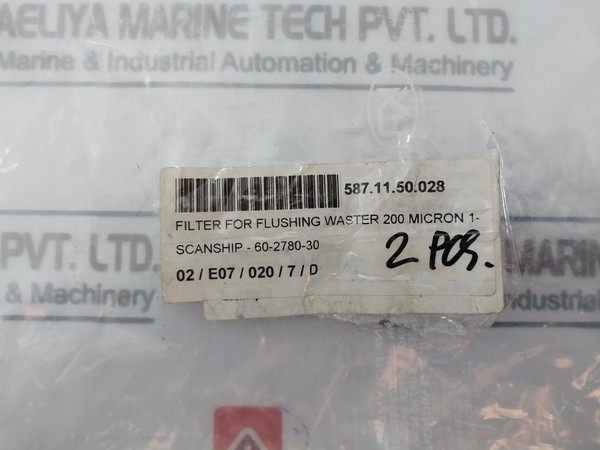 AELIYA MARINE TECH PVT. LTD.
Marine & Industrial Automation & Machinery
587.11.50.028
FILTER FOR FLUSHING WASTER 200 MICRON 1-
SCANSHIP - 60-2780-30
2 PCS.
02 / E07 / 020 / 7 / D
PVT. LTD.
& Machinery
MARINE
Industrial